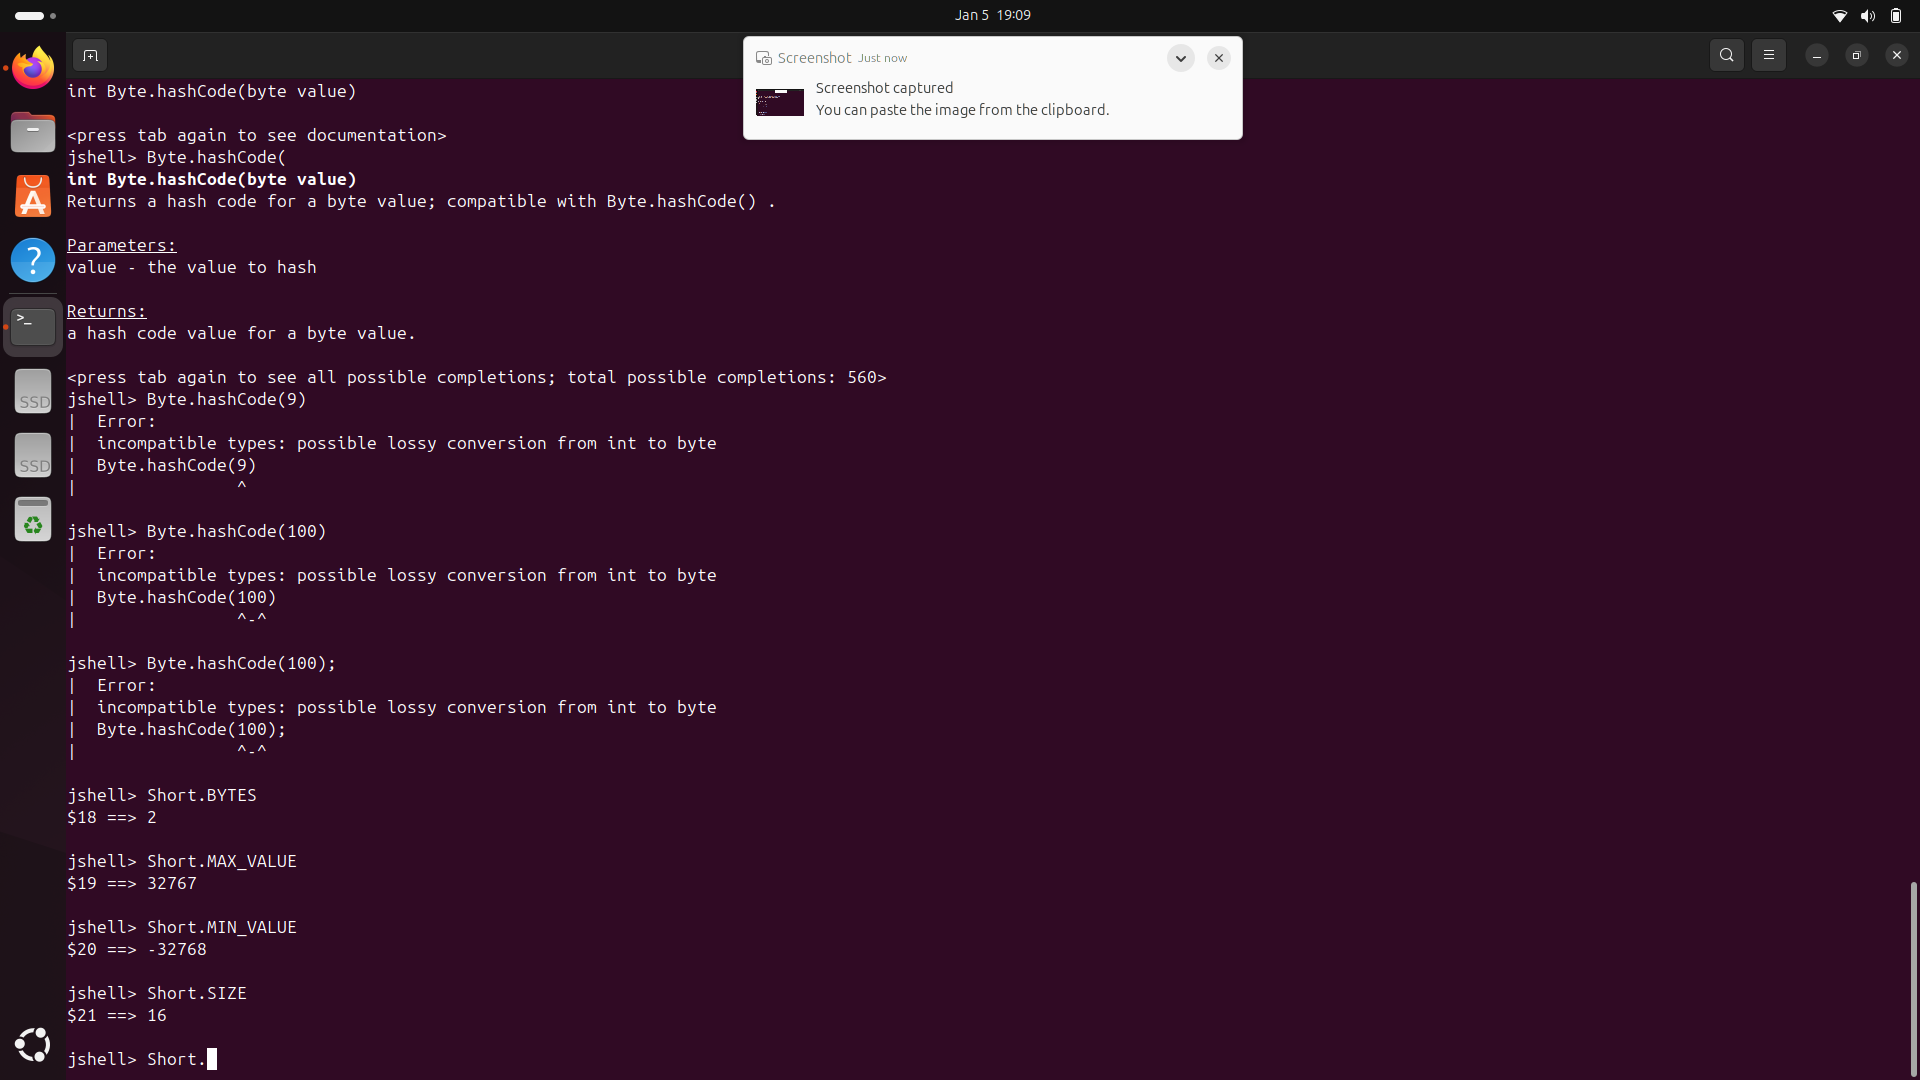 Jan 5  19:09
Screenshot Just now
Screenshot captured
You can paste the image from the clipboard.
int Byte.hashCode(byte value)
<press tab again to see documentation>
jshell> Byte.hashCode(
int Byte.hashCode(byte value)
Returns a hash code for a byte value; compatible with Byte.hashCode() .
Parameters:
value - the value to hash
Returns:
a hash code value for a byte value.
<press tab again to see all possible completions; total possible completions: 560>
jshell> Byte.hashCode(9)
|  Error:
|  incompatible types: possible lossy conversion from int to byte
|  Byte.hashCode(9)
|                ^
jshell> Byte.hashCode(100)
|  Error:
|  incompatible types: possible lossy conversion from int to byte
|  Byte.hashCode(100)
|                ^-^
jshell> Byte.hashCode(100);
|  Error:
|  incompatible types: possible lossy conversion from int to byte
|  Byte.hashCode(100);
|                ^-^
jshell> Short.BYTES
$18 ==> 2
jshell> Short.MAX_VALUE
$19 ==> 32767
jshell> Short.MIN_VALUE
$20 ==> -32768
jshell> Short.SIZE
$21 ==> 16
jshell> Short.
SSD
SSD